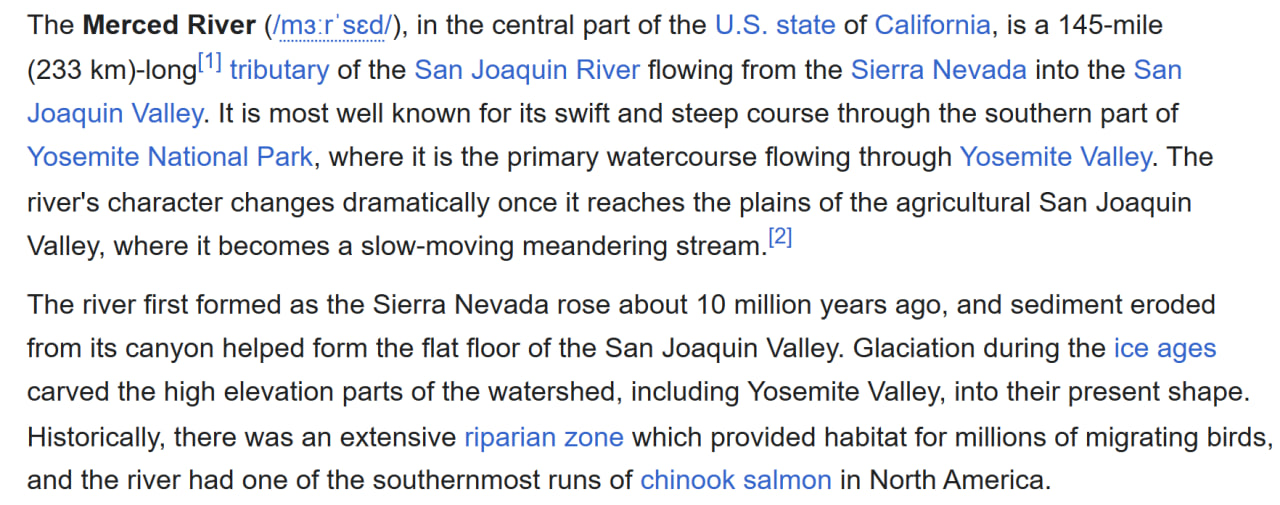 The Merced River (/mɜːrˈsɛd/), in the central part of the U.S. state of California, is a 145-mile
(233 km)-long[1] tributary of the San Joaquin River flowing from the Sierra Nevada into the San
Joaquin Valley. It is most well known for its swift and steep course through the southern part of
Yosemite National Park, where it is the primary watercourse flowing through Yosemite Valley. The
river's character changes dramatically once it reaches the plains of the agricultural San Joaquin
Valley, where it becomes a slow-moving meandering stream.[2]
The river first formed as the Sierra Nevada rose about 10 million years ago, and sediment eroded
from its canyon helped form the flat floor of the San Joaquin Valley. Glaciation during the ice ages
carved the high elevation parts of the watershed, including Yosemite Valley, into their present shape.
Historically, there was an extensive riparian zone which provided habitat for millions of migrating birds,
and the river had one of the southernmost runs of chinook salmon in North America.